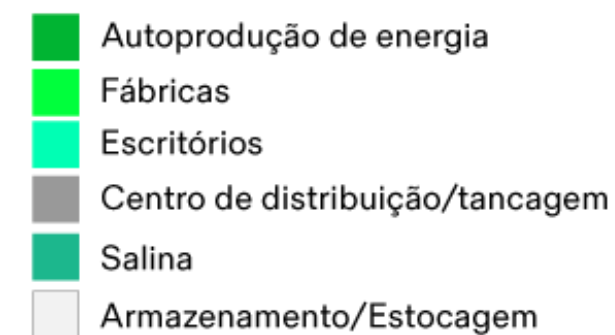 Autoprodução de energia
Fábricas
Escritórios
Centro de distribuição/tancagem
Salina
Armazenamento/Estocagem